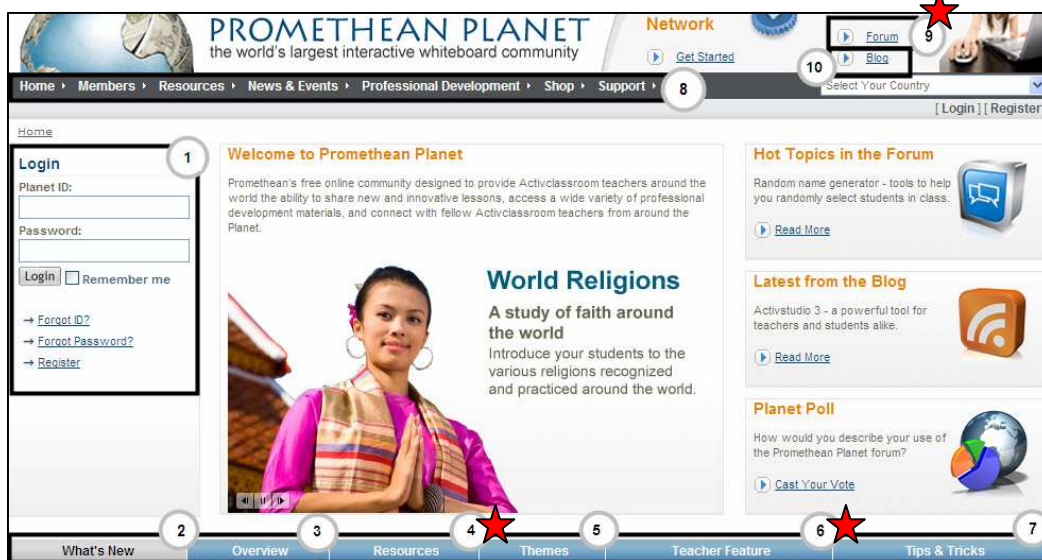 PROMETHEAN PLANET
the world's largest interactive whiteboard community
Network
Get Started
Forum
9
10
Blog
Home Members Resources News & Events Professional Development Shop Support
8
Select Your Country
[ Login ] [ Register
Home
1
Login
Planet ID:
Password:
Login Remember me
→ Forgot ID?
→ Forgot Password?
→ Register
Welcome to Promethean Planet
Promethean's free online community designed to provide Activclassroom teachers around the
world the ability to share new and innovative lessons, access a wide variety of professional
development materials, and connect with fellow Activclassroom teachers from around the
Planet.
World Religions
A study of faith around
the world
Introduce your students to the
various religions recognized
and practiced around the world.
Hot Topics in the Forum
Random name generator - tools to help
you randomly select students in class.
Read More
Latest from the Blog
Activstudio 3 - a powerful tool for
teachers and students alike.
Read More
Planet Poll
How would you describe your use of
the Promethean Planet forum?
Cast Your Vote
2 3 4 5 6 7
What's New Overview Resources Themes Teacher Feature Tips & Tricks